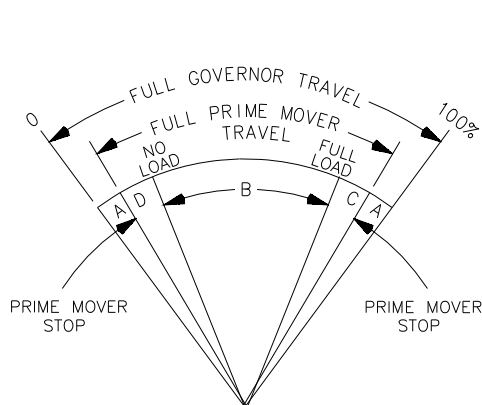 FULL GOVERNOR TRAVEL
0
100%
FULL PRIME MOVER
TRAVEL
NO
LOAD
FULL
LOAD
A
D
B
C
A
PRIME MOVER
STOP
PRIME MOVER
STOP